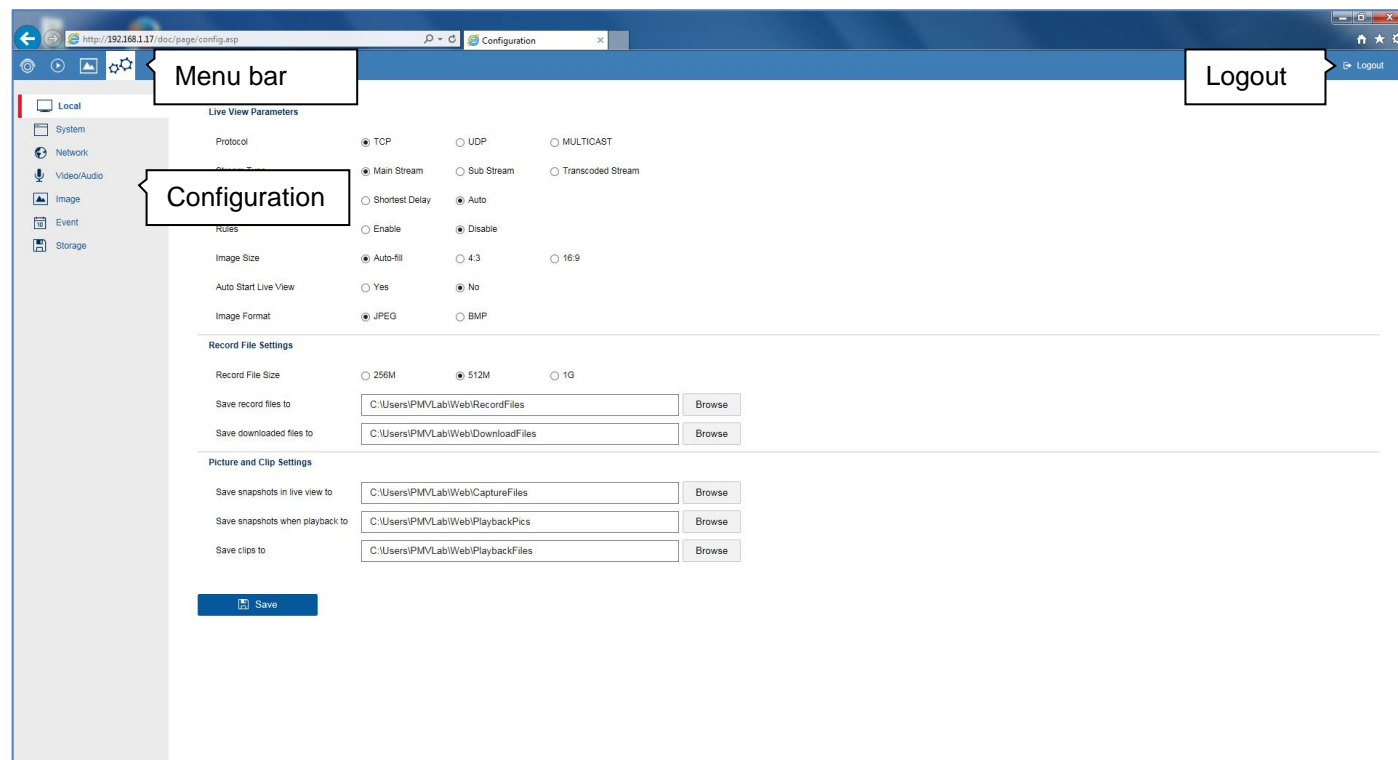 http://192.168.1.17/doc/page/config.asp
Configuration
Menu bar
Logout
Logout
Local
System
Network
Video/Audio
Image
Event
Storage
Configuration
Live View Parameters
Protocol TCP UDP MULTICAST
Stream Type Main Stream Sub Stream Transcoded Stream
Shortest Delay Auto
Rules Enable Disable
Image Size Auto-fill 4:3 16:9
Auto Start Live View Yes No
Image Format JPEG BMP
Record File Settings
Record File Size 256M 512M 1G
Save record files to C:\Users\PMVLab\Web\RecordFiles Browse
Save downloaded files to C:\Users\PMVLab\Web\DownloadFiles Browse
Picture and Clip Settings
Save snapshots in live view to C:\Users\PMVLab\Web\CaptureFiles Browse
Save snapshots when playback to C:\Users\PMVLab\Web\PlaybackPics Browse
Save clips to C:\Users\PMVLab\Web\PlaybackFiles Browse
Save